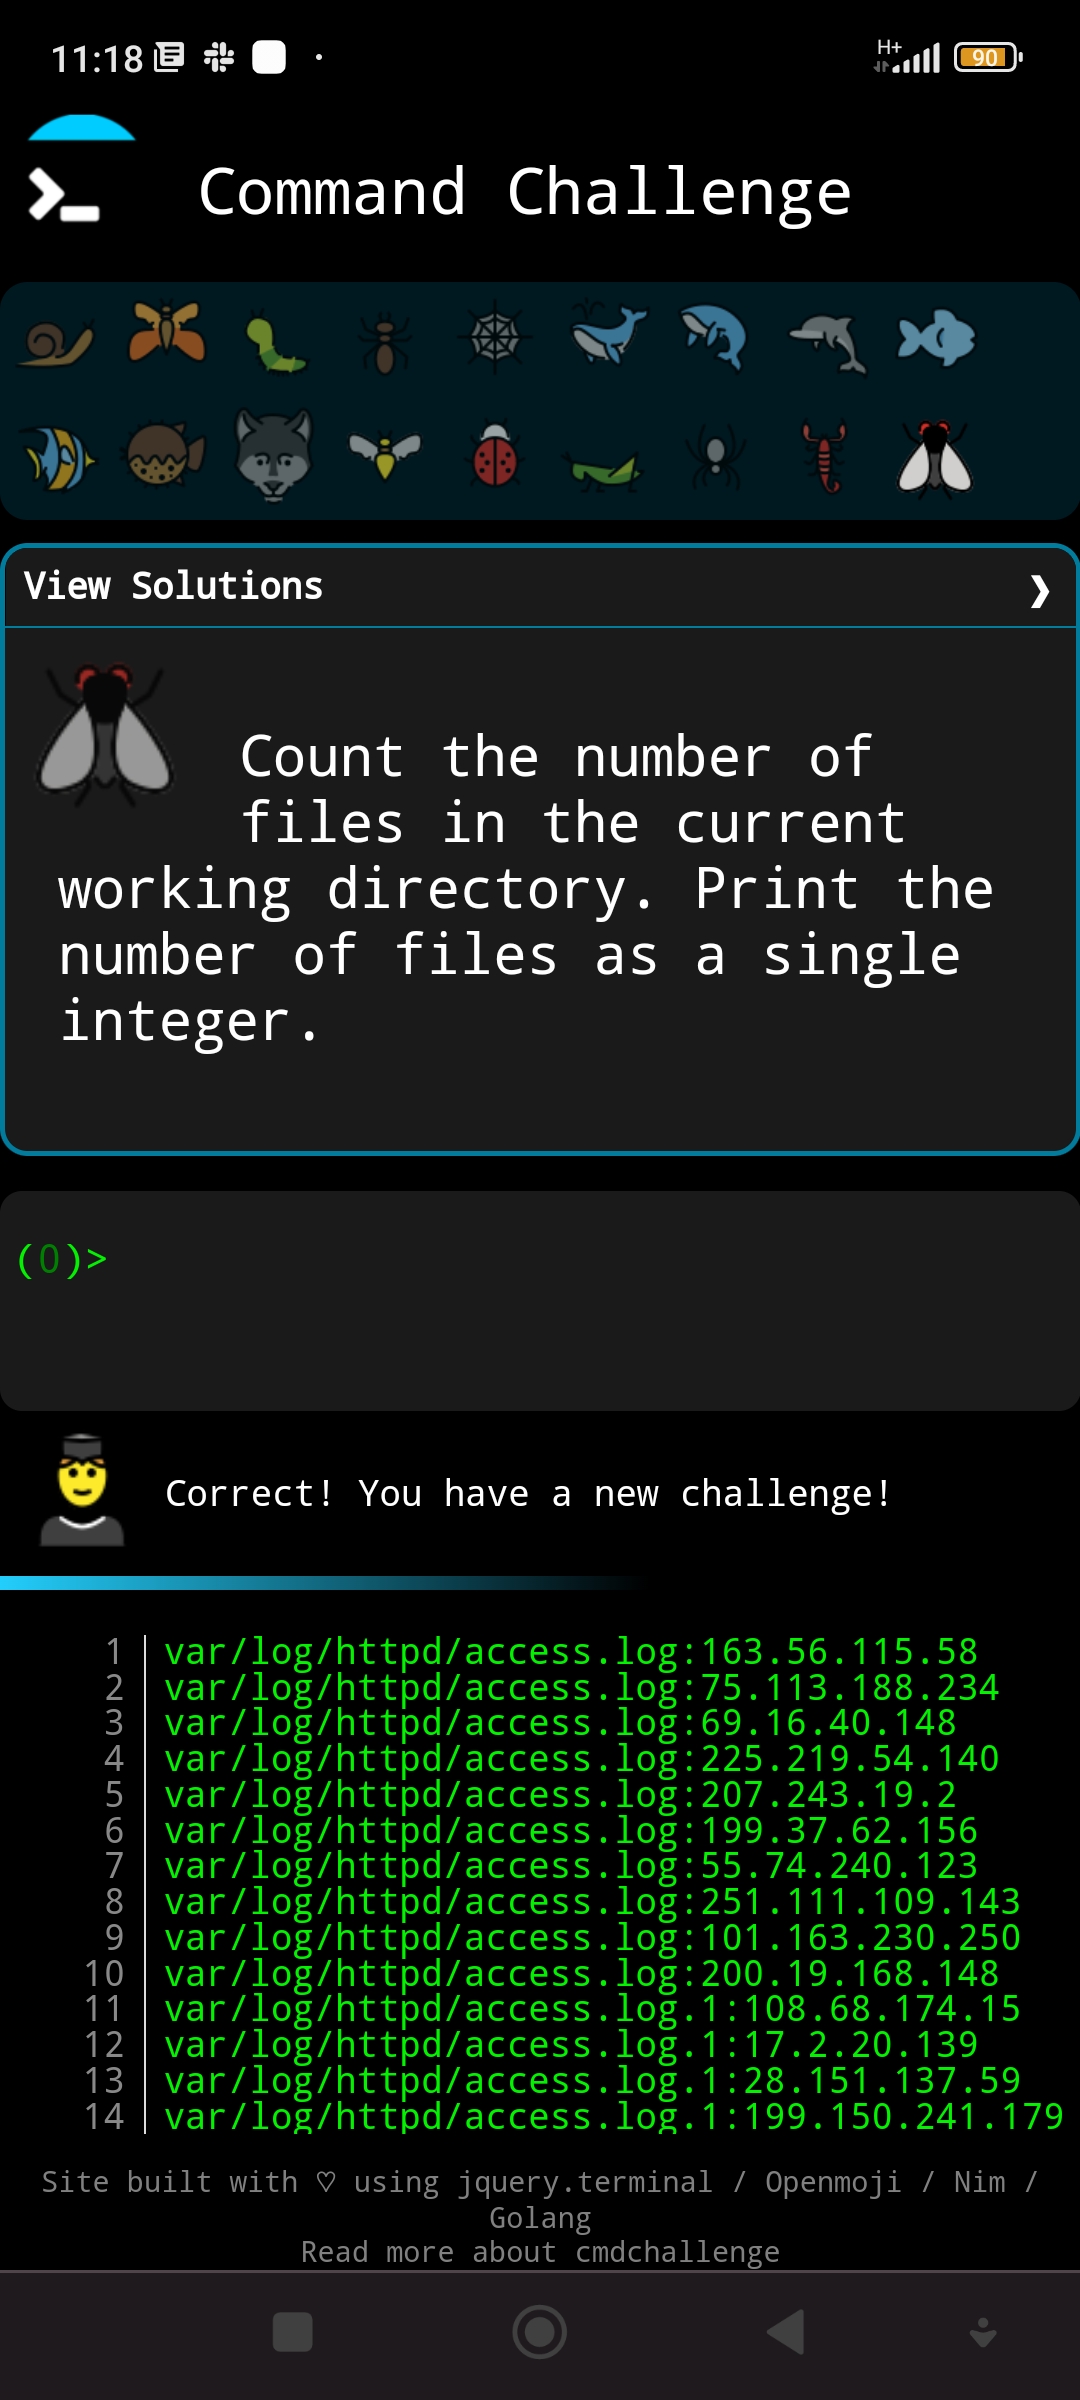 11:18
H+
90
Command Challenge
View Solutions
Count the number of
files in the current
working directory. Print the
number of files as a single
integer.
(0)>
Correct! You have a new challenge!
1 var/log/httpd/access.log:163.56.115.58
2 var/log/httpd/access.log:75.113.188.234
3 var/log/httpd/access.log:69.16.40.148
4 var/log/httpd/access.log:225.219.54.140
5 var/log/httpd/access.log:207.243.19.2
6 var/log/httpd/access.log:199.37.62.156
7 var/log/httpd/access.log:55.74.240.123
8 var/log/httpd/access.log:251.111.109.143
9 var/log/httpd/access.log:101.163.230.250
10 var/log/httpd/access.log:200.19.168.148
11 var/log/httpd/access.log.1:108.68.174.15
12 var/log/httpd/access.log.1:17.2.20.139
13 var/log/httpd/access.log.1:28.151.137.59
14 var/log/httpd/access.log.1:199.150.241.179
Site built with ♡ using jquery.terminal / Openmoji / Nim /
Golang
Read more about cmdchallenge